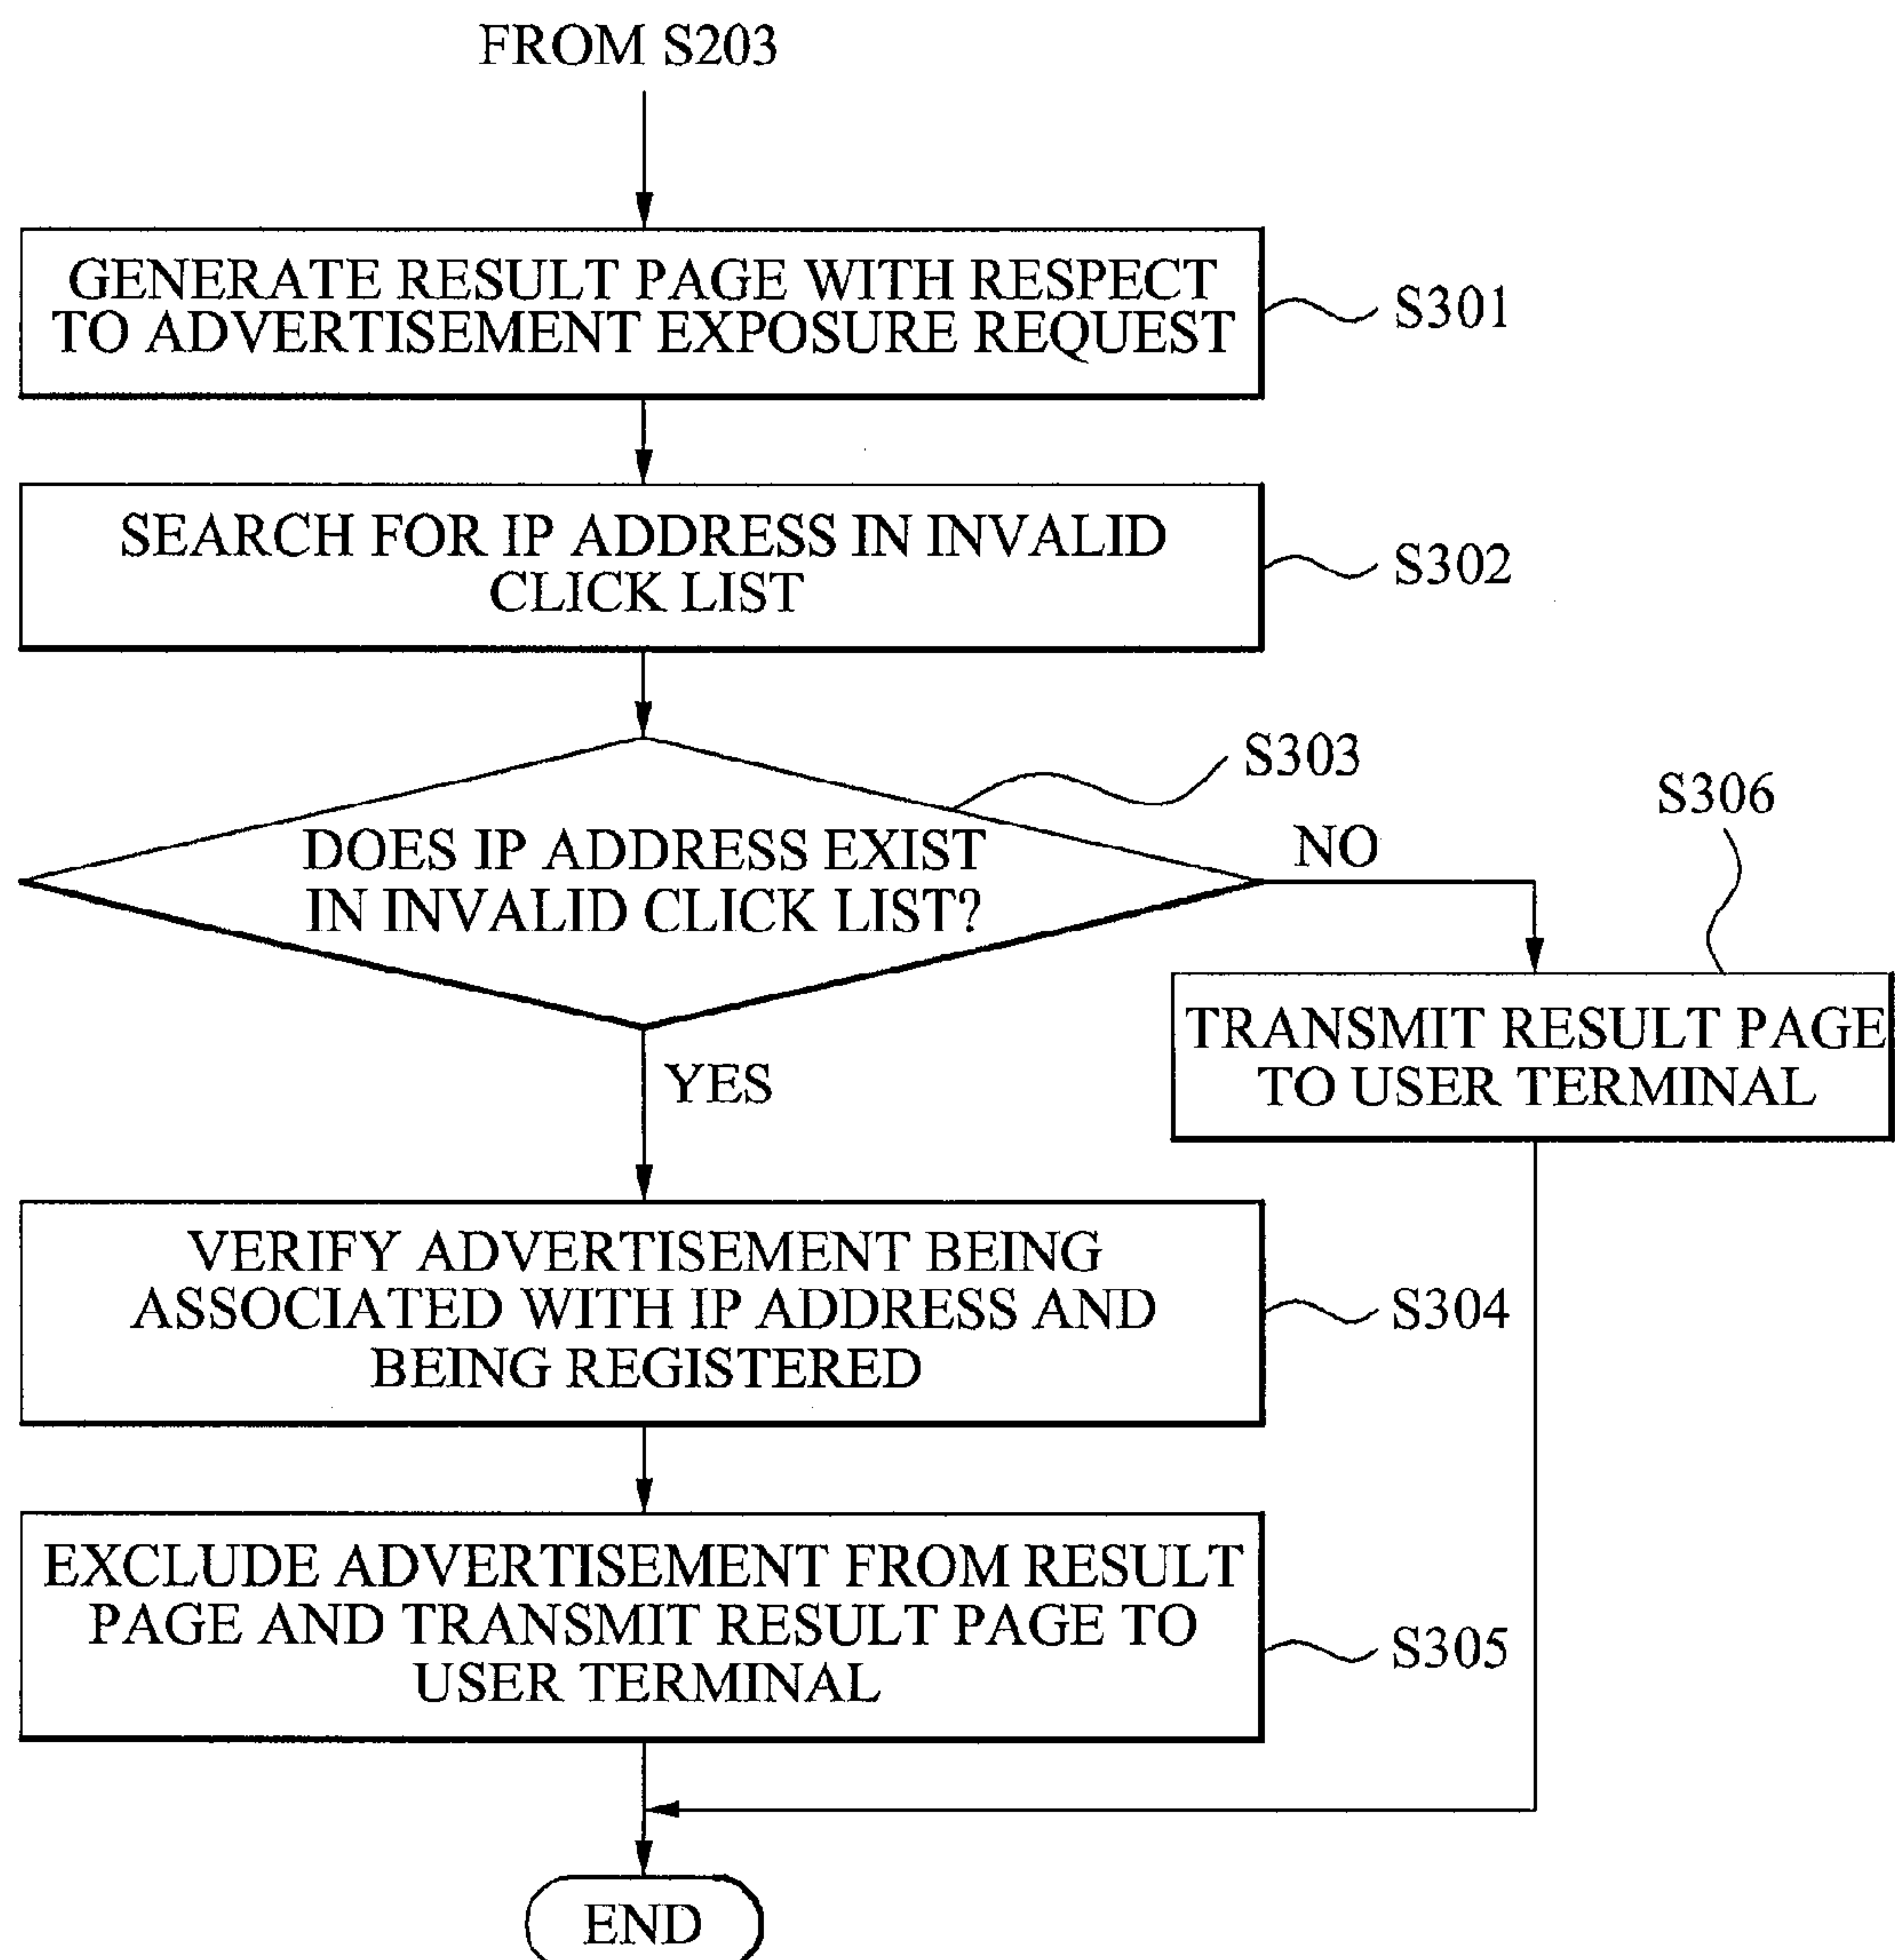 FROM S203
GENERATE RESULT PAGE WITH RESPECT
TO ADVERTISEMENT EXPOSURE REQUEST
S301
SEARCH FOR IP ADDRESS IN INVALID
CLICK LIST
S302
S303
DOES IP ADDRESS EXIST
IN INVALID CLICK LIST?
NO
S306
TRANSMIT RESULT PAGE
TO USER TERMINAL
YES
VERIFY ADVERTISEMENT BEING
ASSOCIATED WITH IP ADDRESS AND
BEING REGISTERED
S304
EXCLUDE ADVERTISEMENT FROM RESULT
PAGE AND TRANSMIT RESULT PAGE TO
USER TERMINAL
S305
END